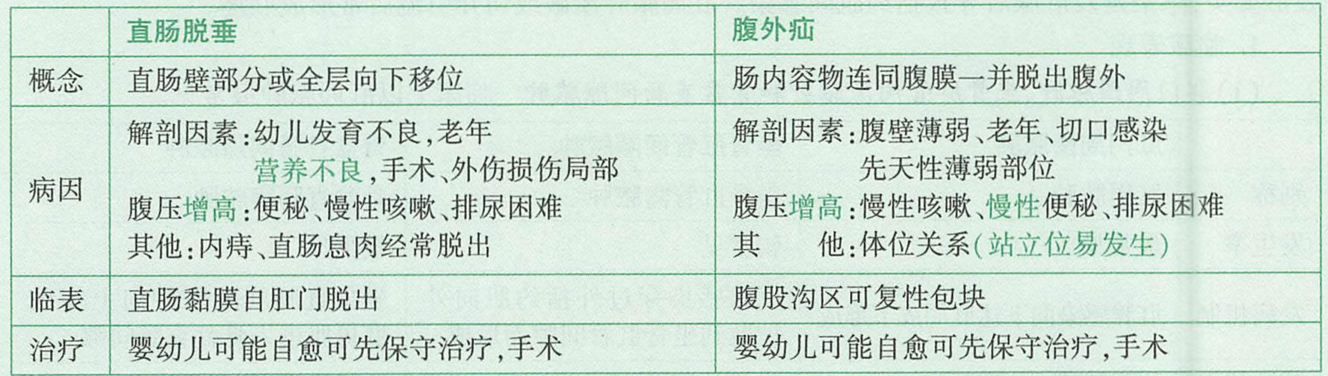 直肠脱垂 腹外疝
概念 直肠壁部分或全层向下移位 肠内容物连同腹膜一并脱出腹外
病因 解剖因素:幼儿发育不良,老年 解剖因素:腹壁薄弱、老年、切口感染
营养不良,手术、外伤损伤局部 先天性薄弱部位
腹压增高:便秘、慢性咳嗽、排尿困难 腹压增高:慢性咳嗽、慢性便秘、排尿困难
其他:内痔、直肠息肉经常脱出 其 他:体位关系(站立位易发生)
临表 直肠黏膜自肛门脱出 腹股沟区可复性包块
治疗 婴幼儿可能自愈可先保守治疗,手术 婴幼儿可能自愈可先保守治疗,手术